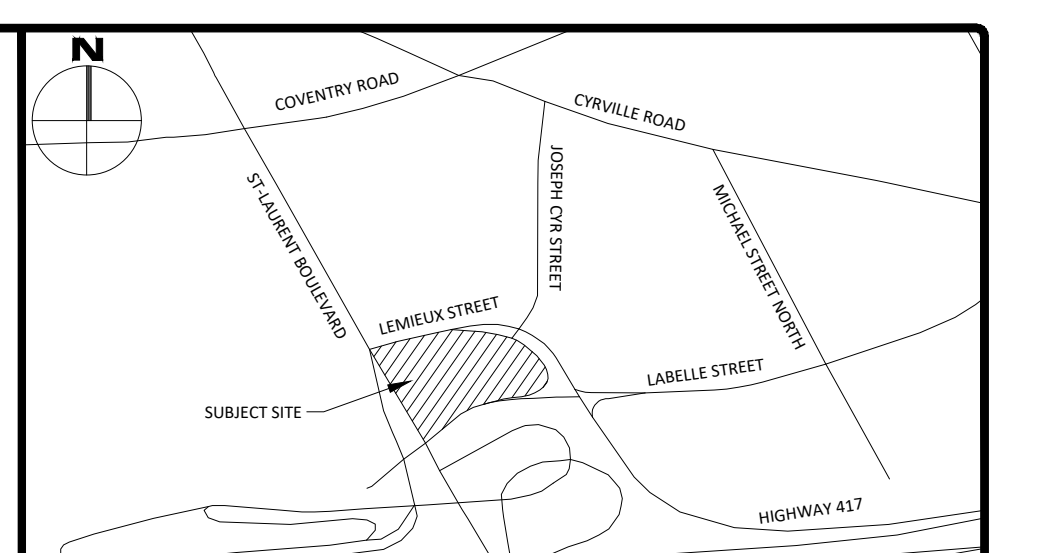 N
COVENTRY ROAD
CYRVILLE ROAD
JOSEPH CYR STREET
ST-LAURENT BOULEVARD
MICHAEL STREET NORTH
LEMIEUX STREET
LABELLE STREET
SUBJECT SITE
HIGHWAY 417